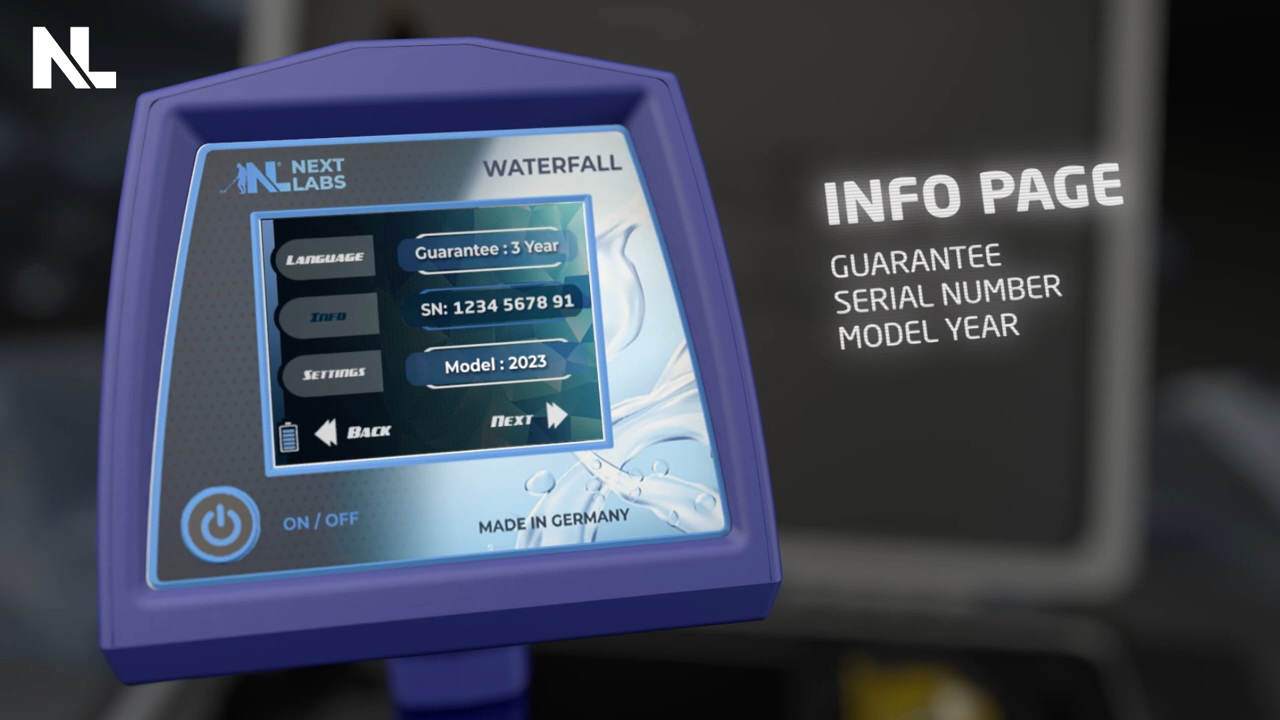 NL
NL NEXT
LABS
WATERFALL
LANGUAGE
Guarantee : 3 Year
INFO
SN: 1234 5678 91
SETTINGS
Model : 2023
BACK
NEXT
ON / OFF
MADE IN GERMANY
INFO PAGE
GUARANTEE
SERIAL NUMBER
MODEL YEAR